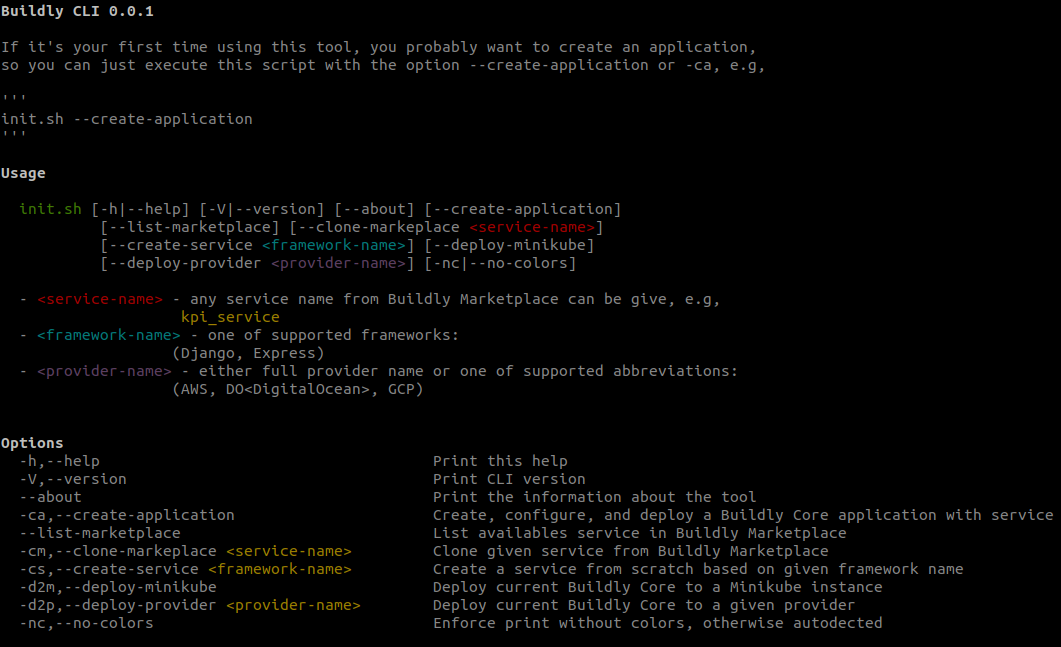 Buildly CLI 0.0.1
If it's your first time using this tool, you probably want to create an application,
so you can just execute this script with the option --create-application or -ca, e.g,
'''
init.sh --create-application
'''
Usage
init.sh [-h|--help] [-V|--version] [--about] [--create-application]
[--list-marketplace] [--clone-markeplace <service-name>]
[--create-service <framework-name>] [--deploy-minikube]
[--deploy-provider <provider-name>] [-nc|--no-colors]
- <service-name> - any service name from Buildly Marketplace can be give, e.g,
kpi_service
- <framework-name> - one of supported frameworks:
(Django, Express)
- <provider-name> - either full provider name or one of supported abbreviations:
(AWS, DO<DigitalOcean>, GCP)
Options
-h,--help Print this help
-V,--version Print CLI version
--about Print the information about the tool
-ca,--create-application Create, configure, and deploy a Buildly Core application with service
--list-marketplace List availables service in Buildly Marketplace
-cm,--clone-markeplace <service-name> Clone given service from Buildly Marketplace
-cs,--create-service <framework-name> Create a service from scratch based on given framework name
-d2m,--deploy-minikube Deploy current Buildly Core to a Minikube instance
-d2p,--deploy-provider <provider-name> Deploy current Buildly Core to a given provider
-nc,--no-colors Enforce print without colors, otherwise autodected